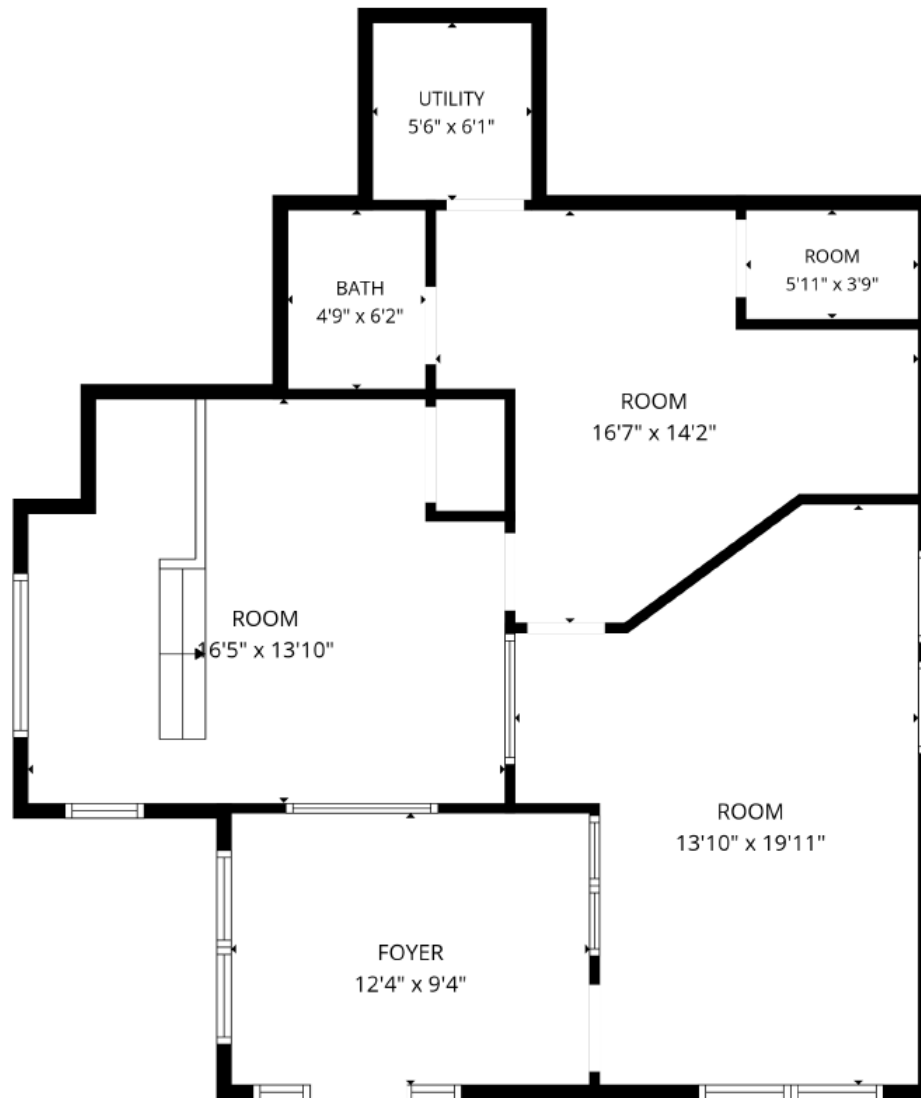 UTILITY
5'6" x 6'1"
ROOM
5'11" x 3'9"
BATH
4'9" x 6'2"
ROOM
16'7" x 14'2"
ROOM
16'5" x 13'10"
ROOM
13'10" x 19'11"
FOYER
12'4" x 9'4"